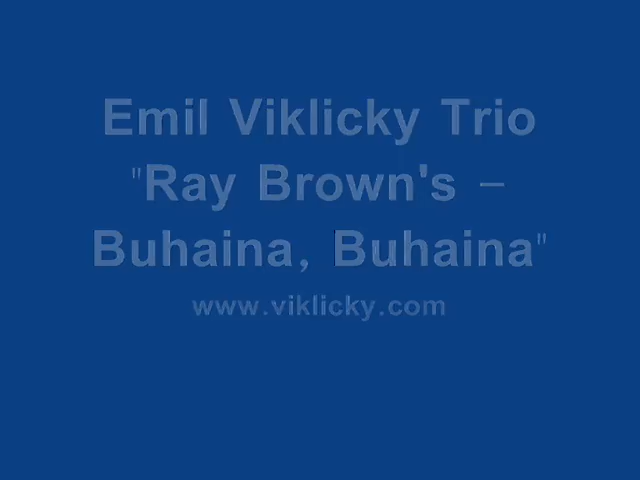 Emil Viklicky Trio
"Ray Brown's –
Buhaina, Buhaina"
www.viklicky.com